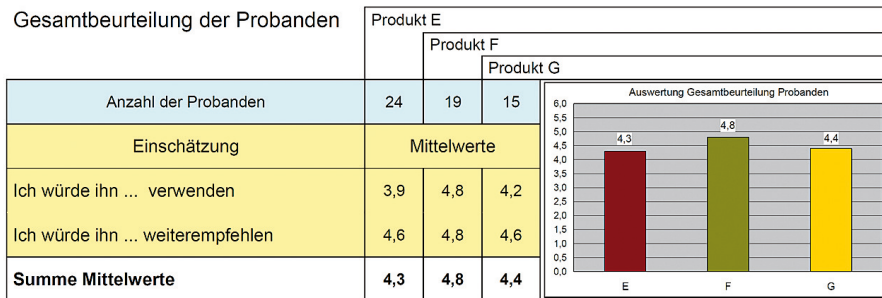 Gesamtbeurteilung der Probanden
Produkt E
Produkt F
Produkt G
Anzahl der Probanden 24 19 15
Einschätzung Mittelwerte
Ich würde ihn ... verwenden 3,9 4,8 4,2
Ich würde ihn ... weiterempfehlen 4,6 4,8 4,6
Summe Mittelwerte 4,3 4,8 4,4
Auswertung Gesamtbeurteilung Probanden
6,0
5,5
5,0
4,5
4,0
3,5
3,0
2,5
2,0
1,5
1,0
0,5
0,0
4,3 4,8 4,4
E F G